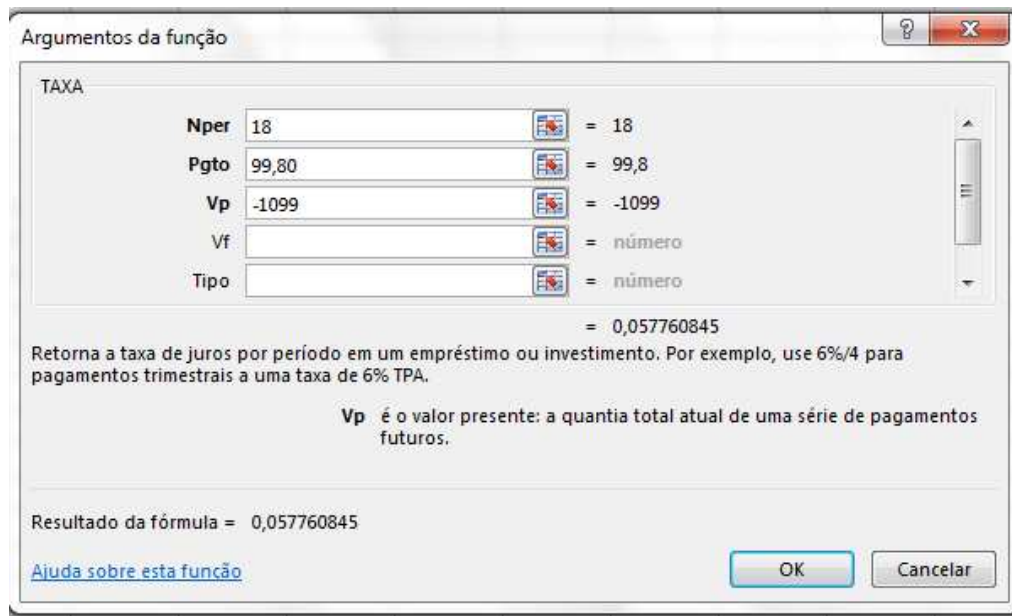 Argumentos da função
?
TAXA
Nper 18 = 18
Pgto 99,80 = 99,8
Vp -1099 = -1099
Vf = número
Tipo = número
= 0,057760845
Retorna a taxa de juros por período em um empréstimo ou investimento. Por exemplo, use 6%/4 para
pagamentos trimestrais a uma taxa de 6% TPA.
Vp é o valor presente: a quantia total atual de uma série de pagamentos
futuros.
Resultado da fórmula = 0,057760845
Ajuda sobre esta função
OK Cancelar